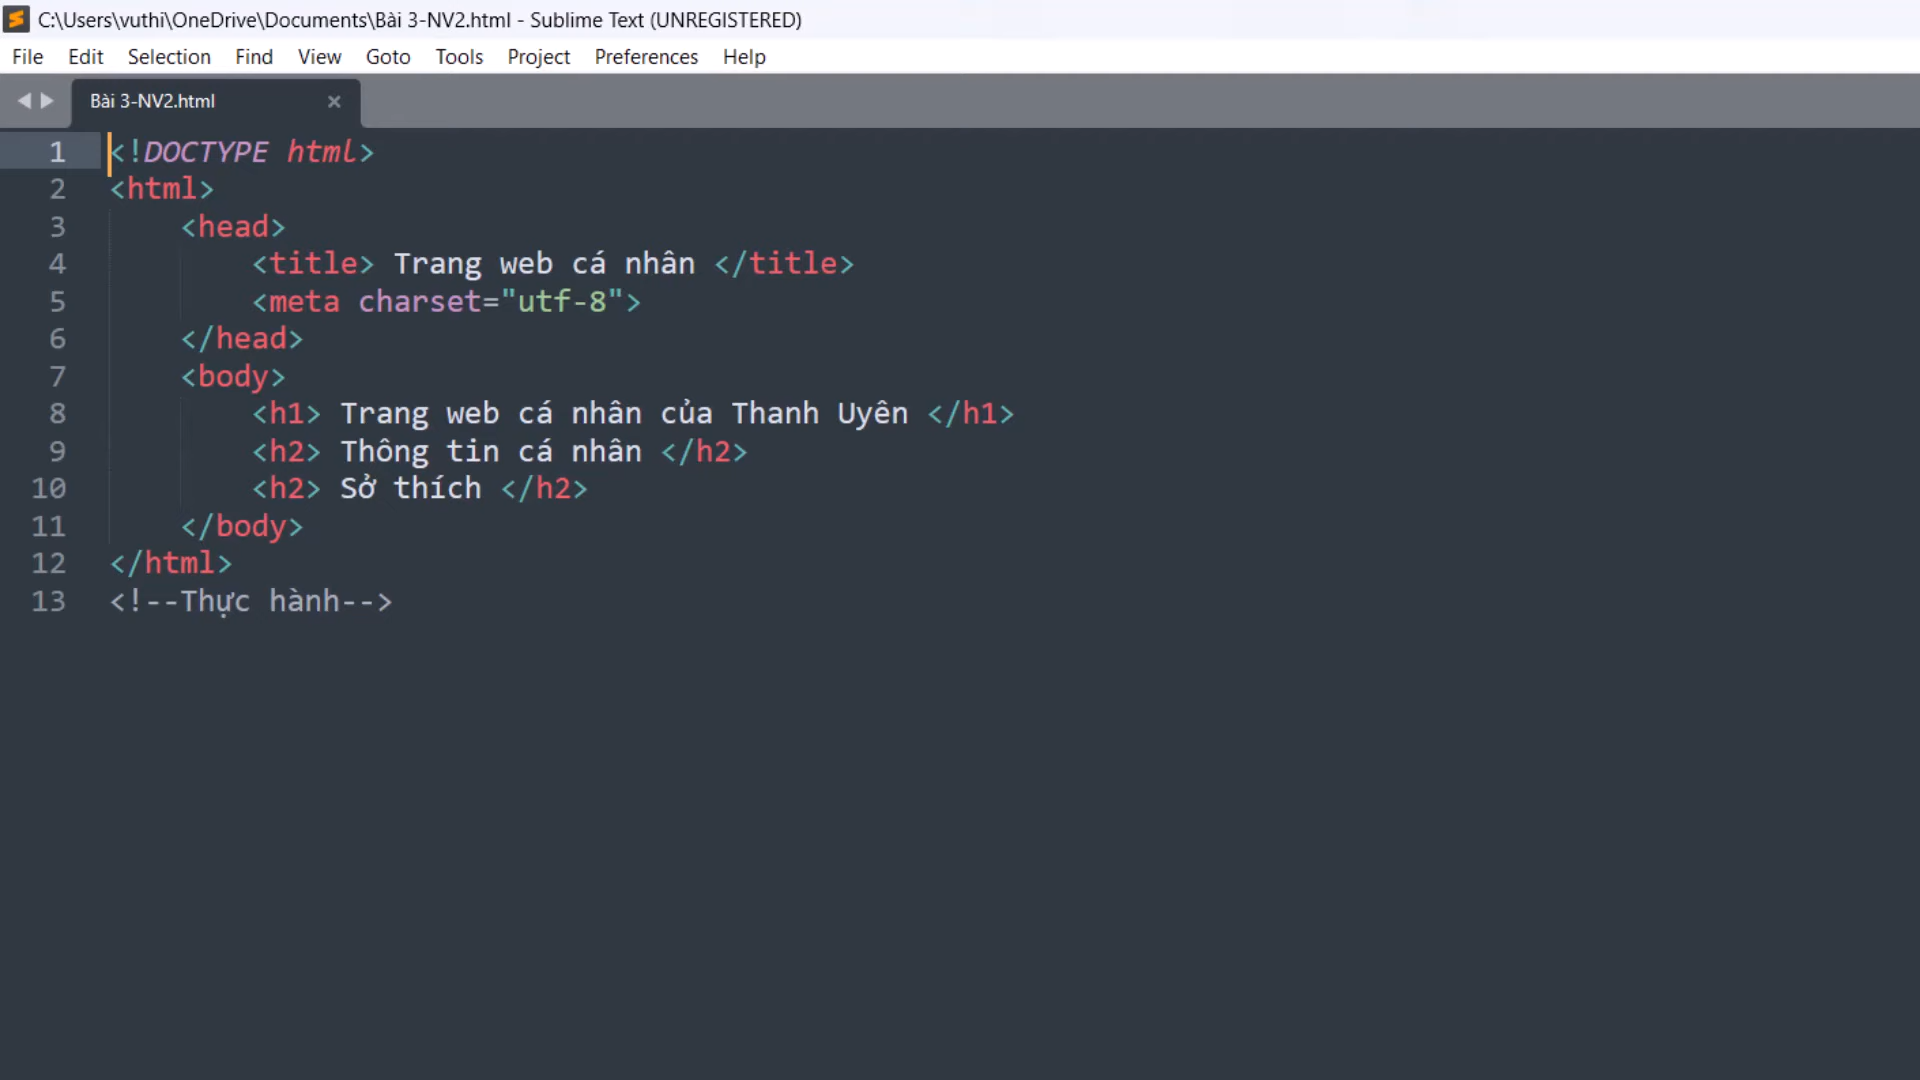 C:\Users\vuthi\OneDrive\Documents\Bài 3-NV2.html - Sublime Text (UNREGISTERED)
File Edit Selection Find View Goto Tools Project Preferences Help
Bài 3-NV2.html ×
1 <!DOCTYPE html>
2 <html>
3 <head>
4 <title> Trang web cá nhân </title>
5 <meta charset="utf-8">
6 </head>
7 <body>
8 <h1> Trang web cá nhân của Thanh Uyên </h1>
9 <h2> Thông tin cá nhân </h2>
10 <h2> Sở thích </h2>
11 </body>
12 </html>
13 <!--Thực hành-->